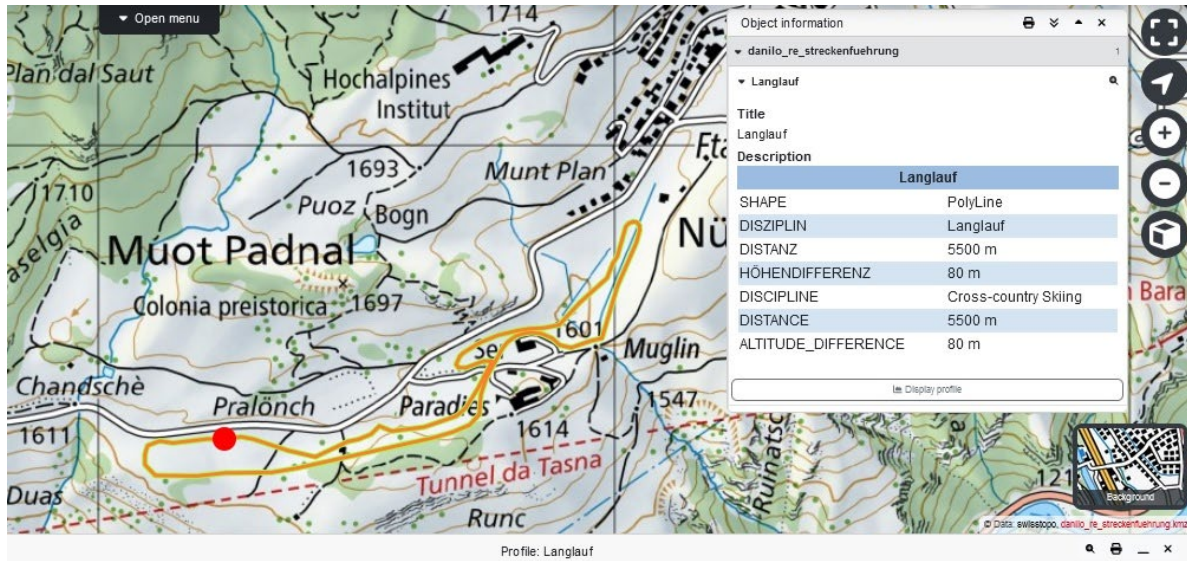 Open menu
1714
Plan dal Saut
Hochalpines
Institut
1693
Munt Plan
1710
Puoz
Bogn
Muot Padnal
Colonia preistorica
1697
1601
Muglin
Chandschè
Pralönch
Paradies
1547
1611
1614
Tunnel da Tasna
Duas
Runc
Object information
danilo_re_streckenfuehrung
1
Langlauf
Title
Langlauf
Description
Langlauf
SHAPE PolyLine
DISZIPLIN Langlauf
DISTANZ 5500 m
HÖHENDIFFERENZ 80 m
DISCIPLINE Cross-country Skiing
DISTANCE 5500 m
ALTITUDE_DIFFERENCE 80 m
Display profile
Background
© Data: swisstopo, danilo_re_streckenfuehrung.kmz
Profile: Langlauf